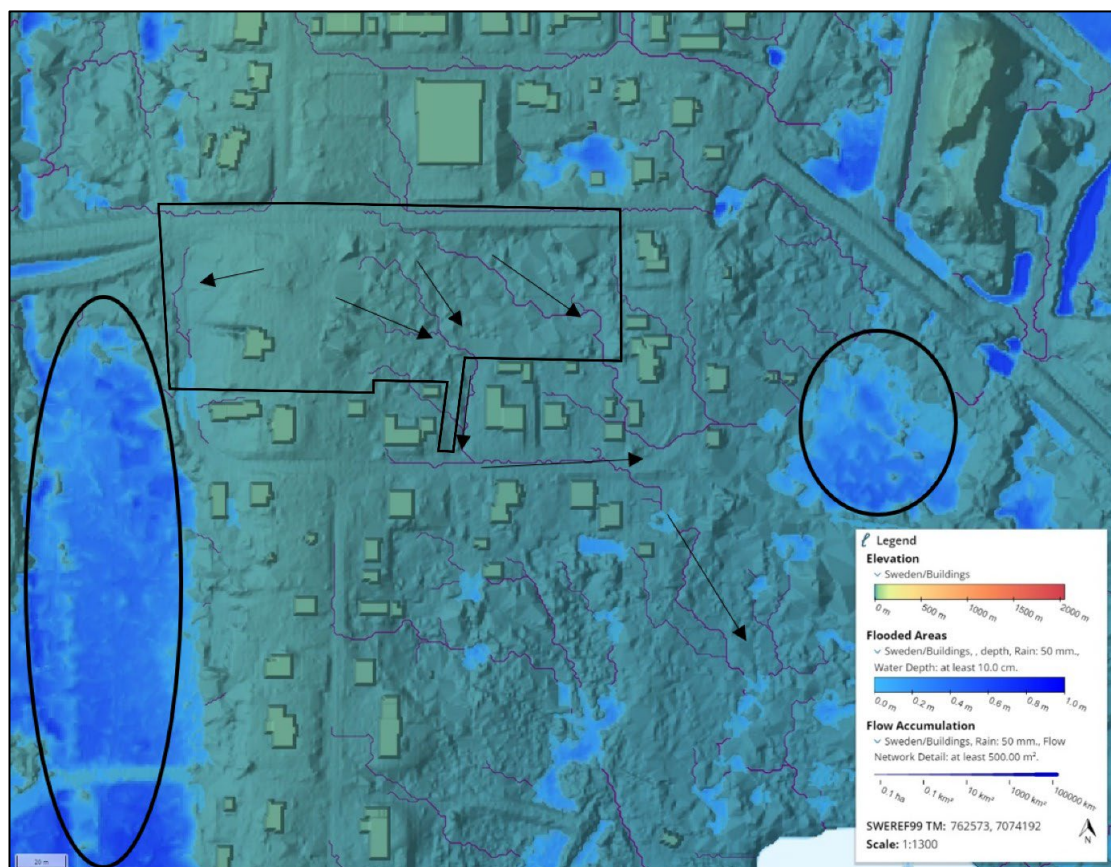 Legend
Elevation
Sweden/Buildings
0 m 500 m 1000 m 1500 m 2000 m
Flooded Areas
Sweden/Buildings, , depth, Rain: 50 mm.,
Water Depth: at least 10.0 cm.
0.0 m 0.2 m 0.4 m 0.6 m 0.8 m 1.0 m
Flow Accumulation
Sweden/Buildings, Rain: 50 mm., Flow
Network Detail: at least 500.00 m².
0.1 ha 0.1 km² 10 km² 1000 km² 100000 km²
SWEREF99 TM: 762573, 7074192
Scale: 1:1300
N
20 m